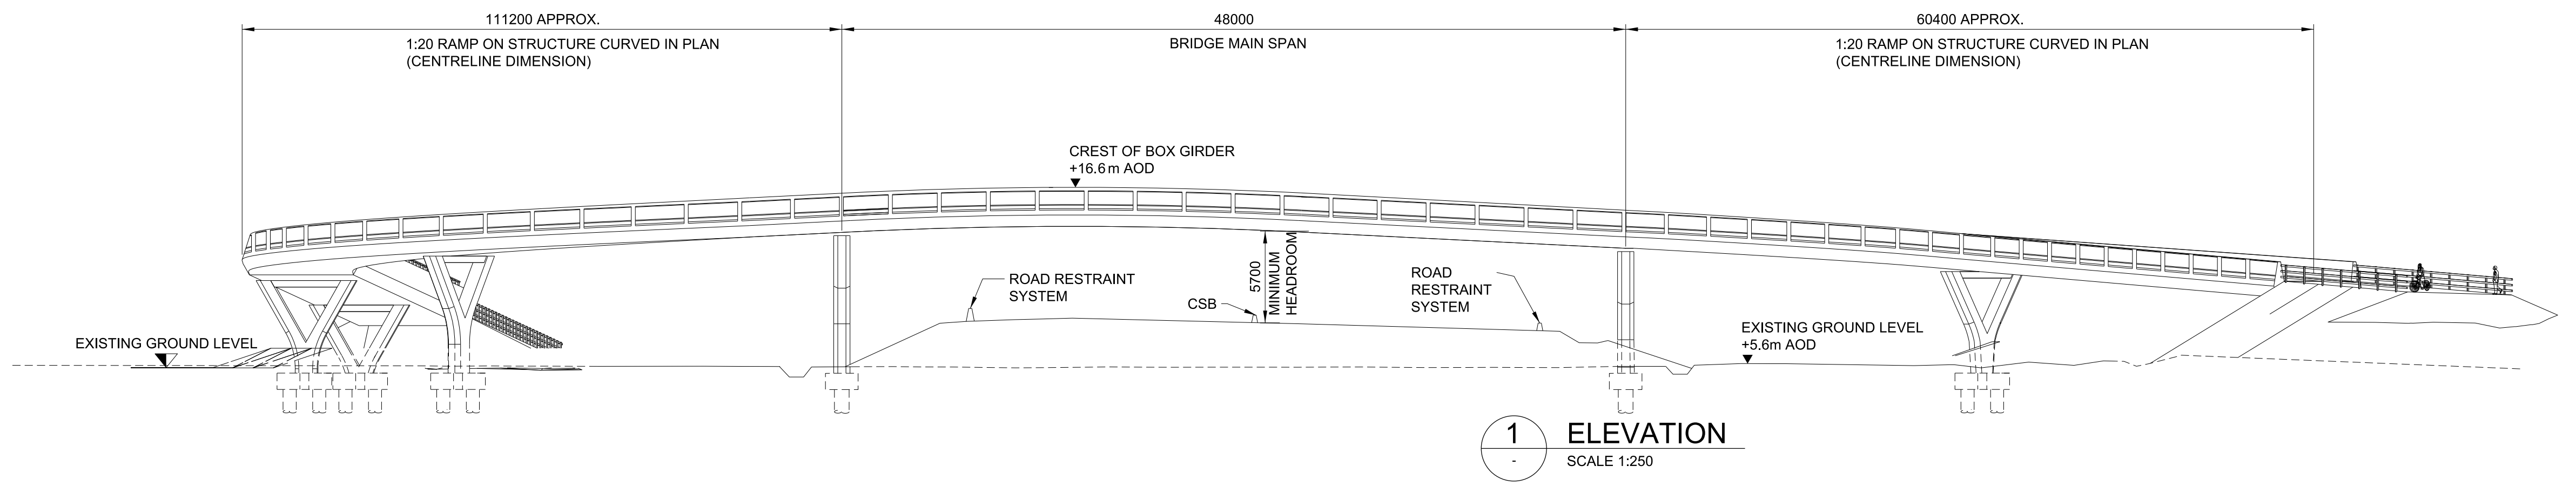 111200 APPROX.
1:20 RAMP ON STRUCTURE CURVED IN PLAN
(CENTRELINE DIMENSION)
48000
BRIDGE MAIN SPAN
60400 APPROX.
1:20 RAMP ON STRUCTURE CURVED IN PLAN
(CENTRELINE DIMENSION)
CREST OF BOX GIRDER
+16.6m AOD
ROAD RESTRAINT
SYSTEM
CSB
5700
MINIMUM
HEADROOM
ROAD
RESTRAINT
SYSTEM
EXISTING GROUND LEVEL
EXISTING GROUND LEVEL
+5.6m AOD
1
-
ELEVATION
SCALE 1:250